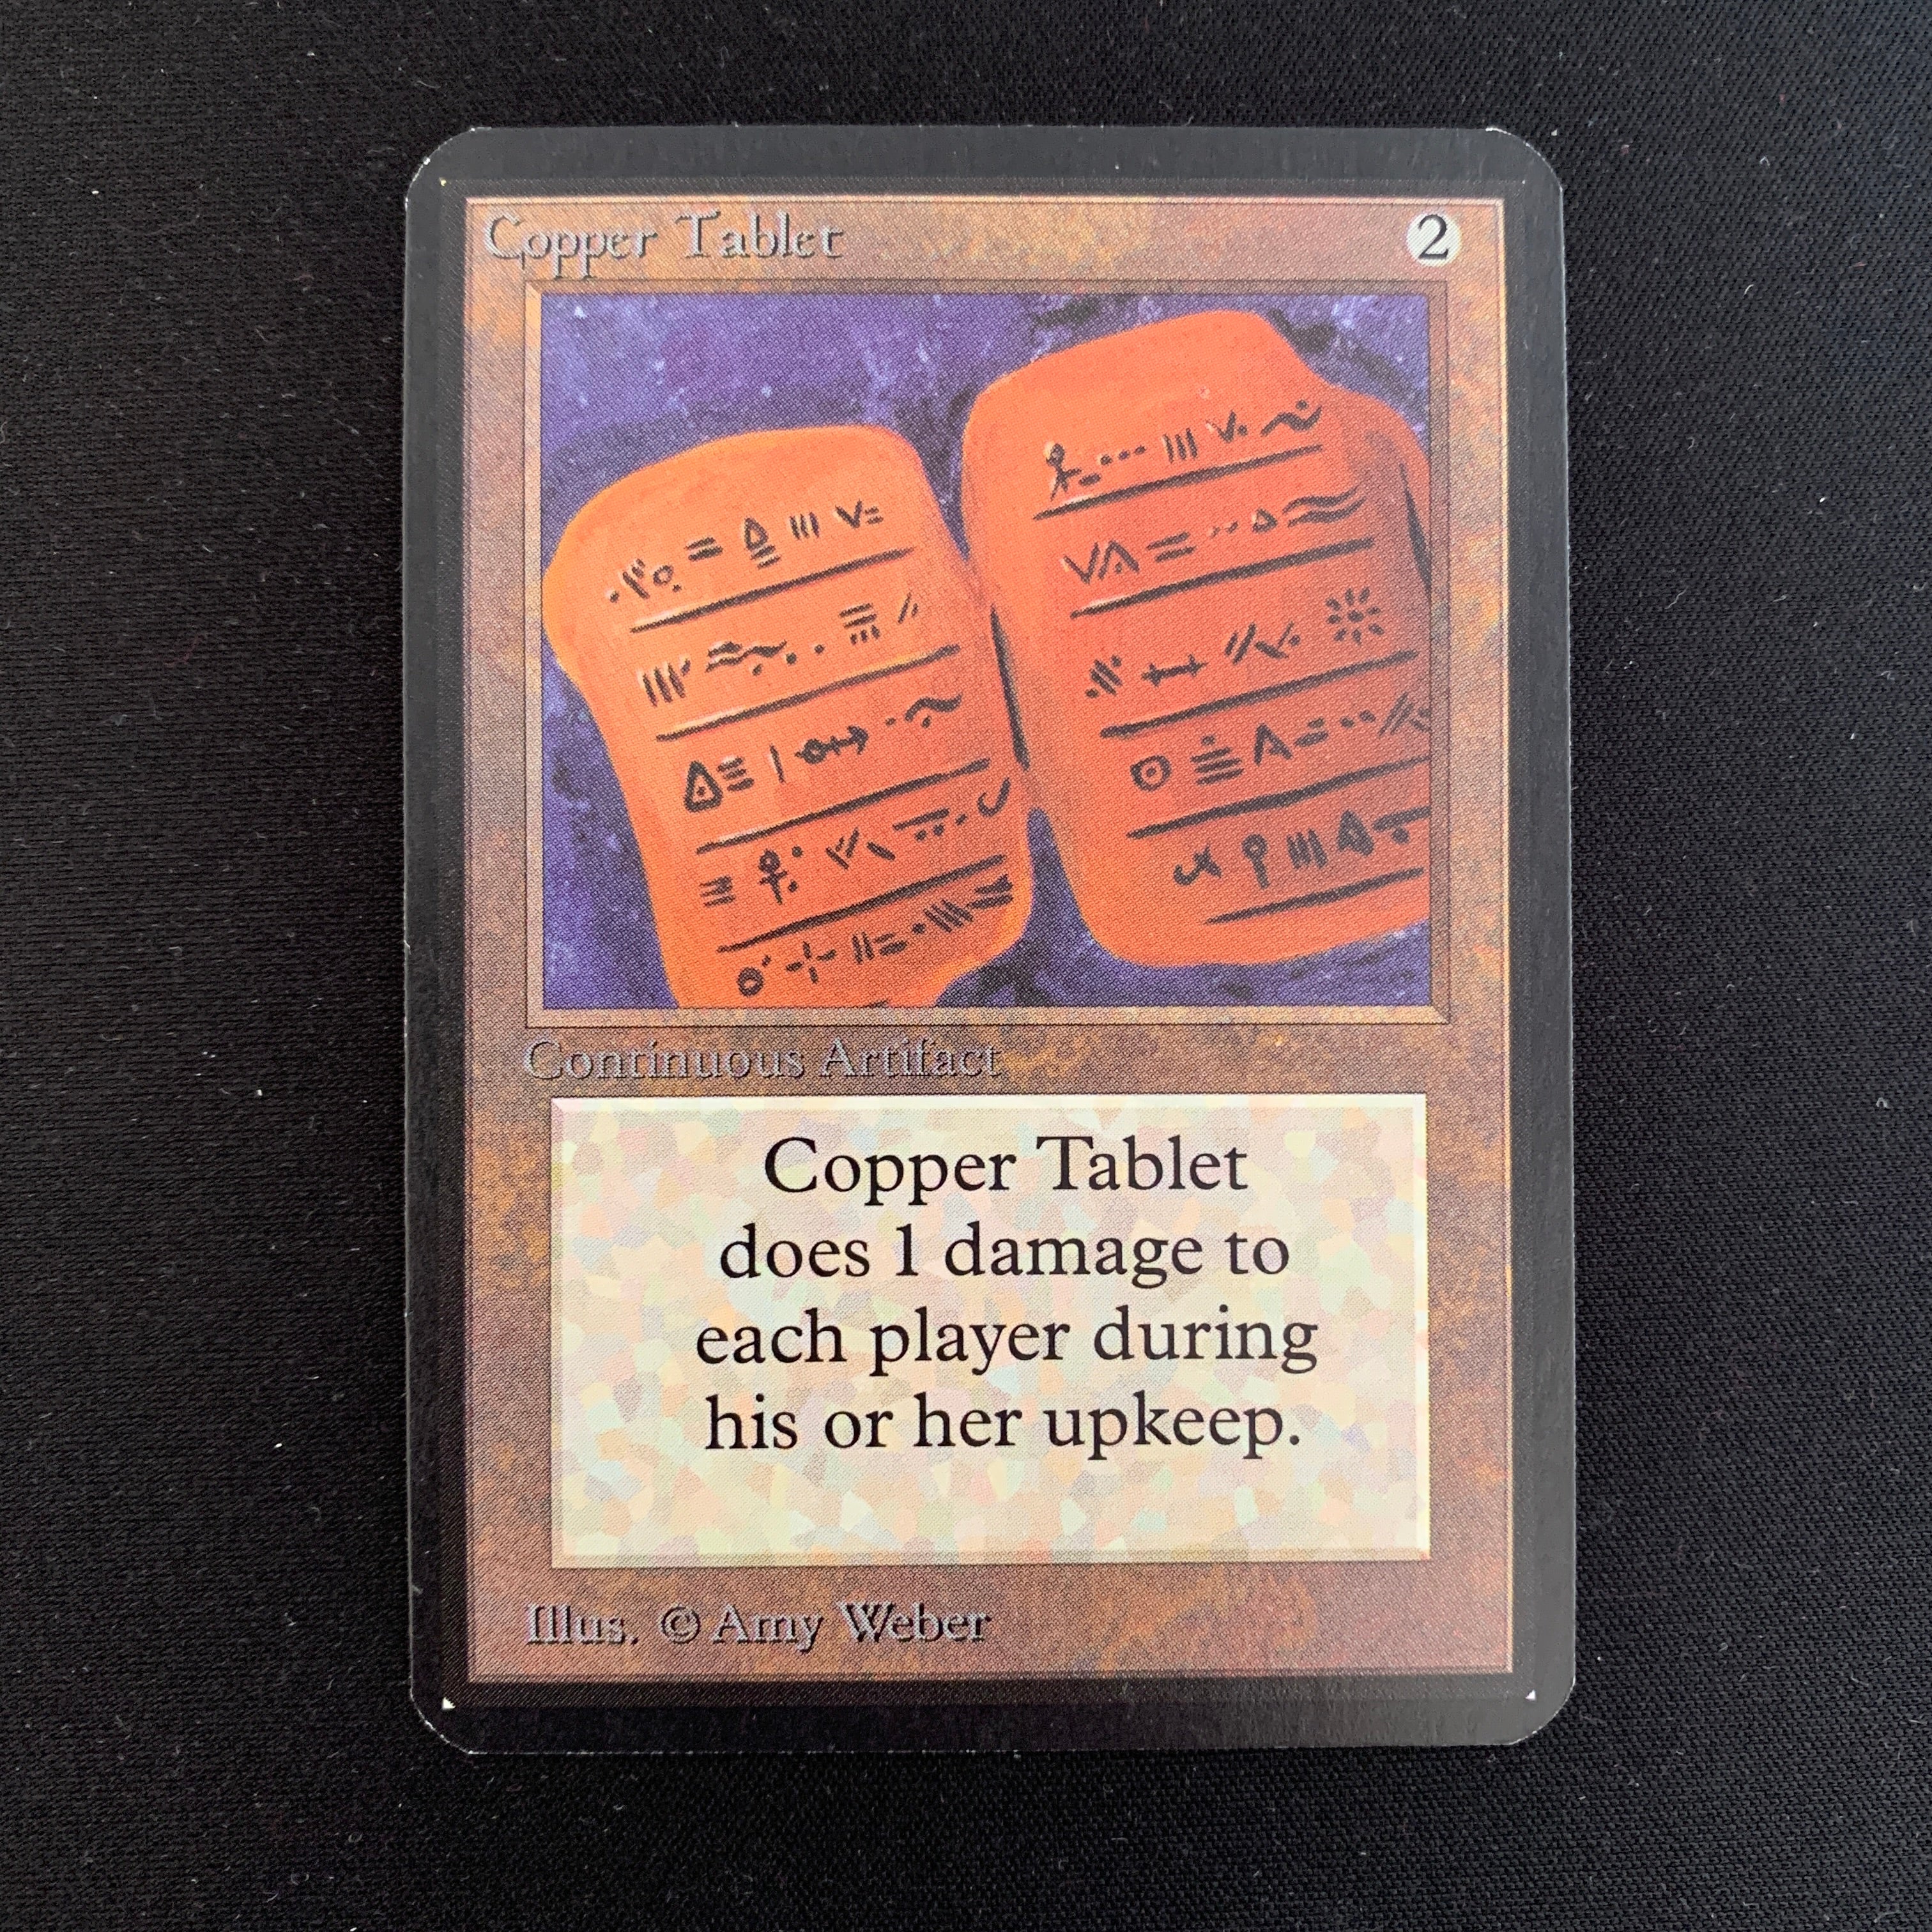 Copper Tablet 2
Continuous Artifact
Copper Tablet
does 1 damage to
each player during
his or her upkeep.
Illus. © Amy Weber